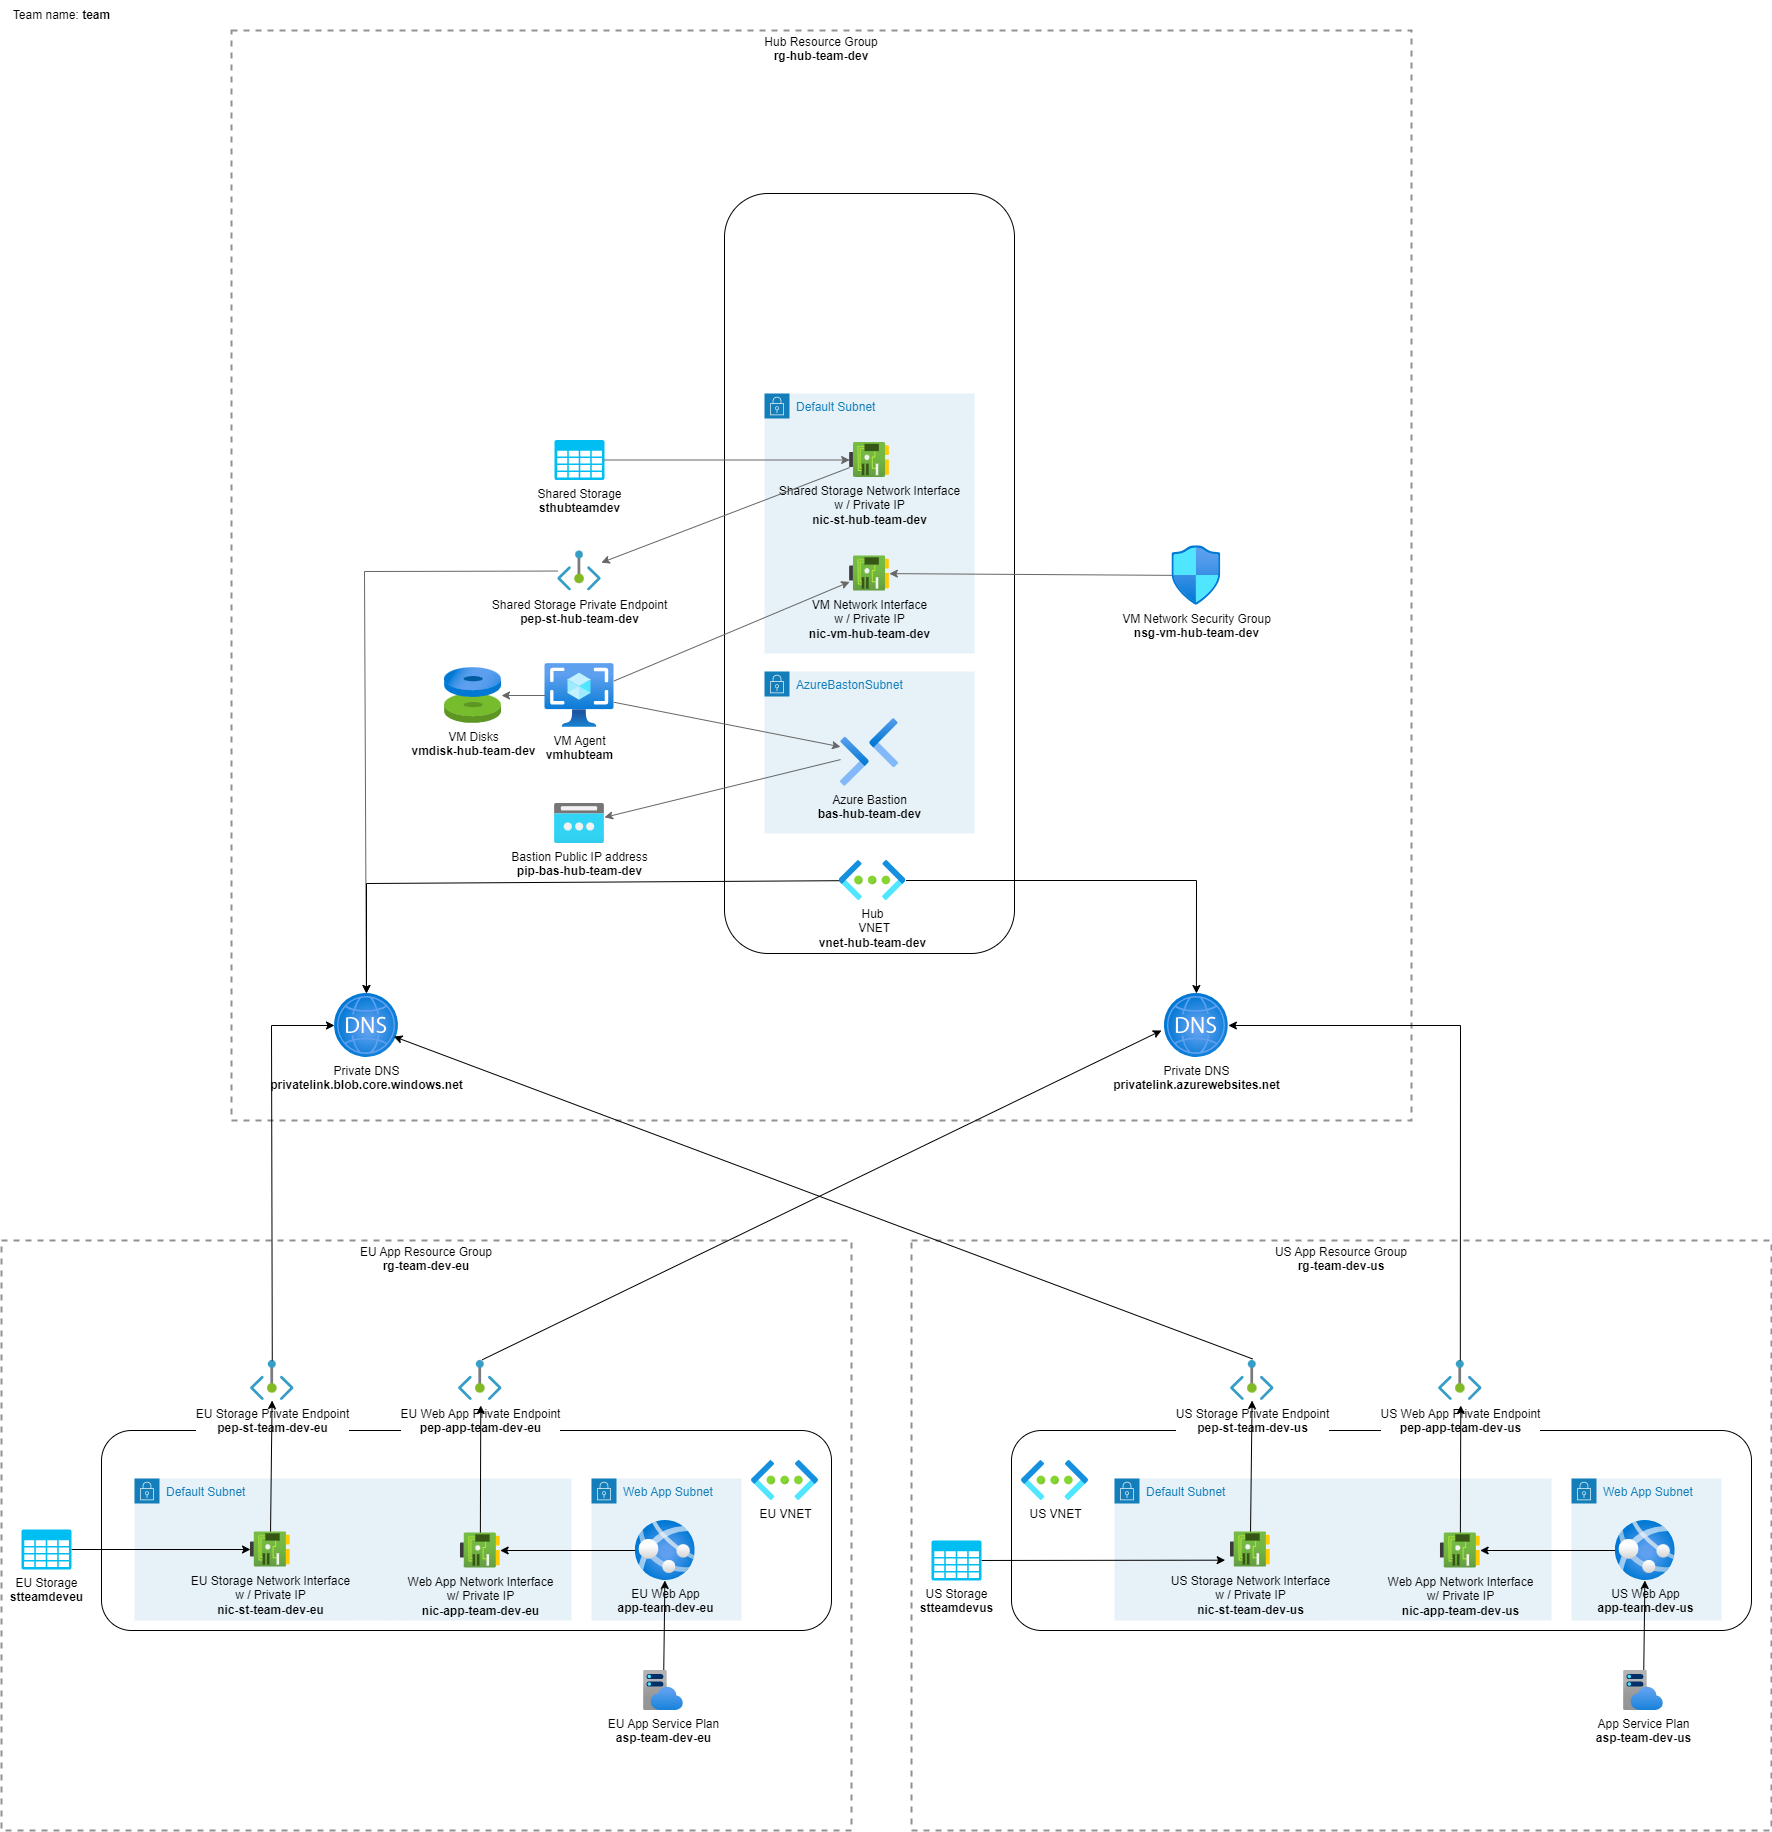 Team name: team
Hub Resource Group
rg-hub-team-dev
Default Subnet
Shared Storage
sthubteamdev
Shared Storage Network Interface
w / Private IP
nic-st-hub-team-dev
Shared Storage Private Endpoint
pep-st-hub-team-dev
VM Network Interface
w / Private IP
nic-vm-hub-team-dev
VM Network Security Group
nsg-vm-hub-team-dev
AzureBastonSubnet
VM Disks
vmdisk-hub-team-dev
VM Agent
vmhubteam
Azure Bastion
bas-hub-team-dev
Bastion Public IP address
pip-bas-hub-team-dev
Hub
VNET
vnet-hub-team-dev
DNS
Private DNS
privatelink.blob.core.windows.net
DNS
Private DNS
privatelink.azurewebsites.net
EU App Resource Group
rg-team-dev-eu
EU Storage Private Endpoint
pep-st-team-dev-eu
EU Web App Private Endpoint
pep-app-team-dev-eu
Default Subnet
Web App Subnet
EU VNET
EU Storage
stteamdeveu
EU Storage Network Interface
w / Private IP
nic-st-team-dev-eu
Web App Network Interface
w/ Private IP
nic-app-team-dev-eu
EU Web App
app-team-dev-eu
EU App Service Plan
asp-team-dev-eu
US App Resource Group
rg-team-dev-us
US Storage Private Endpoint
pep-st-team-dev-us
US Web App Private Endpoint
pep-app-team-dev-us
US VNET
Default Subnet
Web App Subnet
US Storage
stteamdevus
US Storage Network Interface
w / Private IP
nic-st-team-dev-us
Web App Network Interface
w/ Private IP
nic-app-team-dev-us
US Web App
app-team-dev-us
App Service Plan
asp-team-dev-us